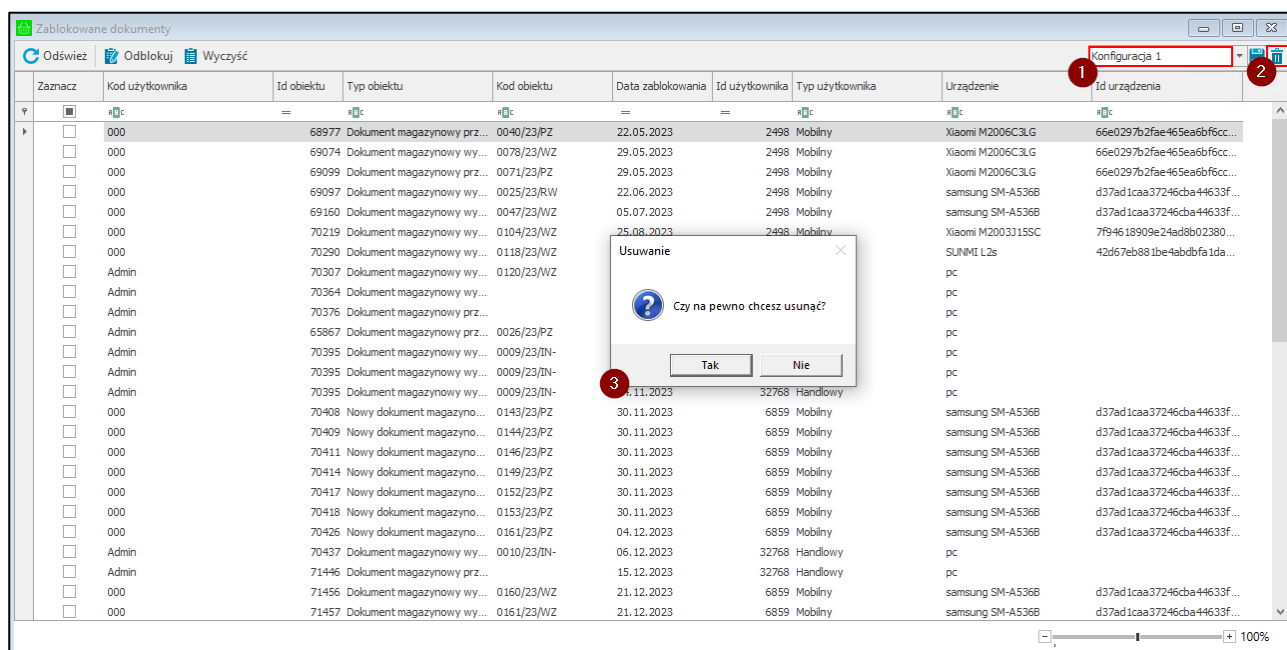 Zablokowane dokumenty
Odśwież Odblokuj Wyczyść Konfiguracja 1
1 2
Zaznacz Kod użytkownika Id obiektu Typ obiektu Kod obiektu Data zablokowania Id użytkownika Typ użytkownika Urządzenie Id urządzenia
000 68977 Dokument magazynowy prz... 0040/23/PZ 22.05.2023 2498 Mobilny Xiaomi M2006C3LG 66e0297b2fae465ea6bf6cc...
000 69074 Dokument magazynowy wy... 0078/23/WZ 29.05.2023 2498 Mobilny Xiaomi M2006C3LG 66e0297b2fae465ea6bf6cc...
000 69099 Dokument magazynowy prz... 0071/23/PZ 29.05.2023 2498 Mobilny Xiaomi M2006C3LG 66e0297b2fae465ea6bf6cc...
000 69097 Dokument magazynowy wy... 0025/23/RW 22.06.2023 2498 Mobilny samsung SM-A536B d37ad1caa37246cba44633f...
000 69160 Dokument magazynowy wy... 0047/23/WZ 05.07.2023 2498 Mobilny samsung SM-A536B d37ad1caa37246cba44633f...
000 70219 Dokument magazynowy wy... 0104/23/WZ 25.08.2023 2498 Mobilny Xiaomi M2003J15SC 7f94618909e24ad8b02380...
000 70290 Dokument magazynowy wy... 0118/23/WZ SUNMI L2s 42d67eb881be4abdbfa1da...
Admin 70307 Dokument magazynowy wy... 0120/23/WZ pc
Admin 70364 Dokument magazynowy wy... pc
Admin 70376 Dokument magazynowy prz... pc
Admin 65867 Dokument magazynowy prz... 0026/23/PZ pc
Admin 70395 Dokument magazynowy wy... 0009/23/IN- pc
Admin 70395 Dokument magazynowy wy... 0009/23/IN- pc
Admin 70395 Dokument magazynowy wy... 0009/23/IN- .11.2023 32768 Handlowy pc
000 70408 Nowy dokument magazyno... 0143/23/PZ 30.11.2023 6859 Mobilny samsung SM-A536B d37ad1caa37246cba44633f...
000 70409 Nowy dokument magazyno... 0144/23/PZ 30.11.2023 6859 Mobilny samsung SM-A536B d37ad1caa37246cba44633f...
000 70411 Nowy dokument magazyno... 0146/23/PZ 30.11.2023 6859 Mobilny samsung SM-A536B d37ad1caa37246cba44633f...
000 70414 Nowy dokument magazyno... 0149/23/PZ 30.11.2023 6859 Mobilny samsung SM-A536B d37ad1caa37246cba44633f...
000 70417 Nowy dokument magazyno... 0152/23/PZ 30.11.2023 6859 Mobilny samsung SM-A536B d37ad1caa37246cba44633f...
000 70418 Nowy dokument magazyno... 0153/23/PZ 30.11.2023 6859 Mobilny samsung SM-A536B d37ad1caa37246cba44633f...
000 70426 Nowy dokument magazyno... 0161/23/PZ 04.12.2023 6859 Mobilny samsung SM-A536B d37ad1caa37246cba44633f...
Admin 70437 Dokument magazynowy wy... 0010/23/IN- 06.12.2023 32768 Handlowy pc
Admin 71446 Dokument magazynowy prz... 15.12.2023 32768 Handlowy pc
000 71456 Dokument magazynowy wy... 0160/23/WZ 21.12.2023 6859 Mobilny samsung SM-A536B d37ad1caa37246cba44633f...
000 71457 Dokument magazynowy wy... 0161/23/WZ 21.12.2023 6859 Mobilny samsung SM-A536B d37ad1caa37246cba44633f...
Usuwanie
Czy na pewno chcesz usunąć?
Tak Nie
3
100%